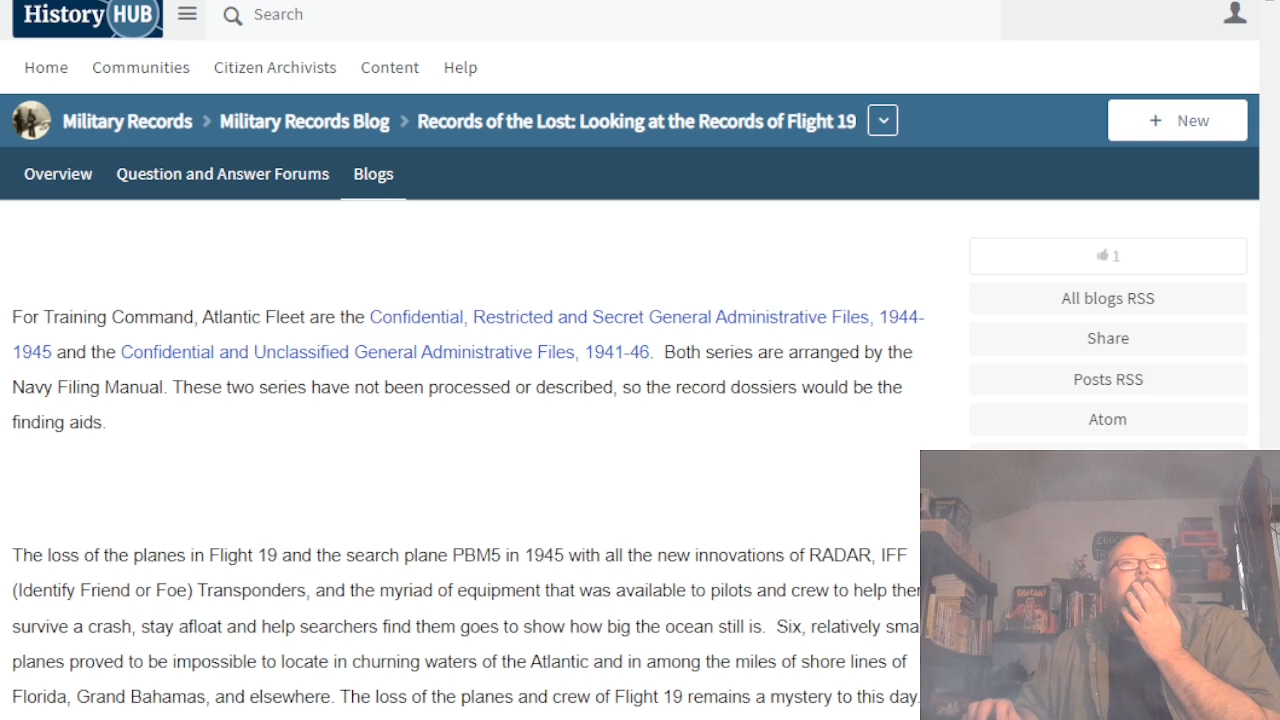 History HUB
Search
Home Communities Citizen Archivists Content Help
Military Records > Military Records Blog > Records of the Lost: Looking at the Records of Flight 19
+ New
Overview Question and Answer Forums Blogs
1
All blogs RSS
Share
Posts RSS
Atom
For Training Command, Atlantic Fleet are the Confidential, Restricted and Secret General Administrative Files, 1944-
1945 and the Confidential and Unclassified General Administrative Files, 1941-46. Both series are arranged by the
Navy Filing Manual. These two series have not been processed or described, so the record dossiers would be the
finding aids.
The loss of the planes in Flight 19 and the search plane PBM5 in 1945 with all the new innovations of RADAR, IFF
(Identify Friend or Foe) Transponders, and the myriad of equipment that was available to pilots and crew to help
survive a crash, stay afloat and help searchers find them goes to show how big the ocean still is. Six, relatively
planes proved to be impossible to locate in churning waters of the Atlantic and in among the miles of shore lines of
Florida, Grand Bahamas, and elsewhere. The loss of the planes and crew of Flight 19 remains a mystery to this day.
SHAZAM!